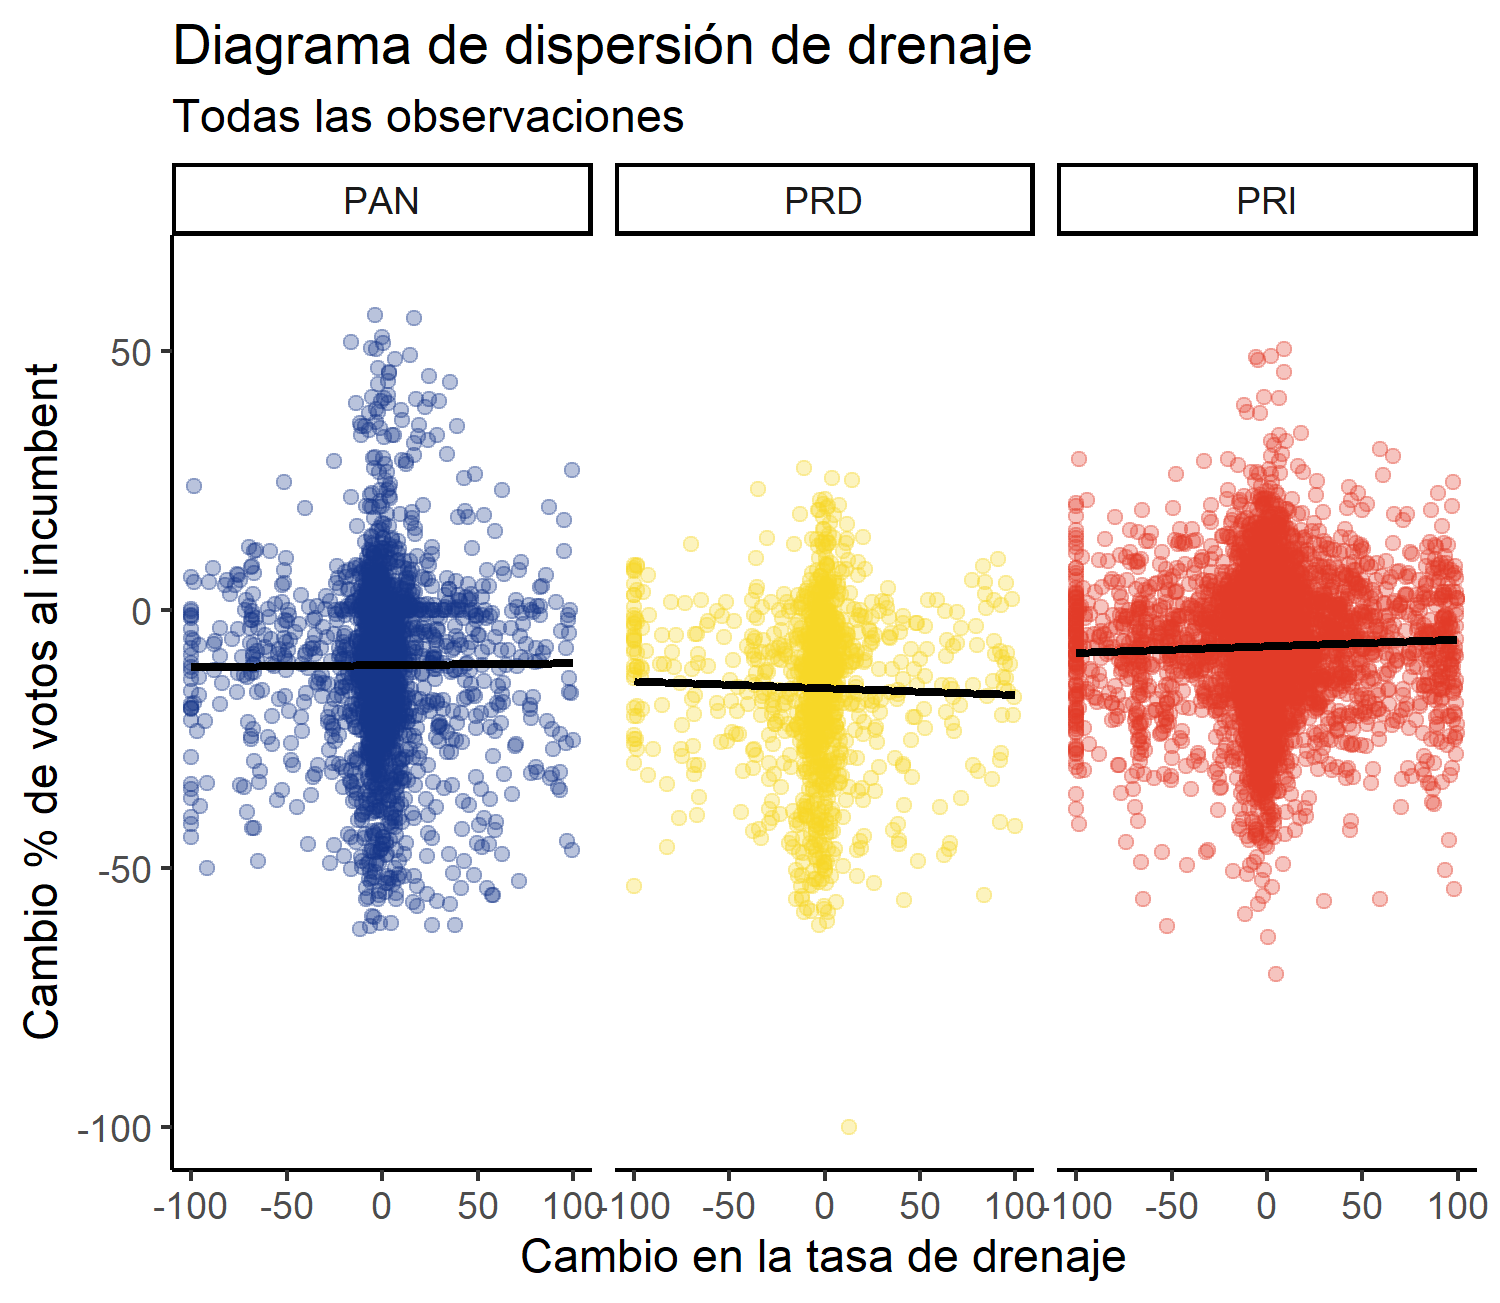 Diagrama de dispersión de drenaje
Todas las observaciones
PAN PRD PRI
Cambio % de votos al incumbent
50
0
-50
-100
-100 -50 0 50 100 -100 -50 0 50 100 -100 -50 0 50 100
Cambio en la tasa de drenaje